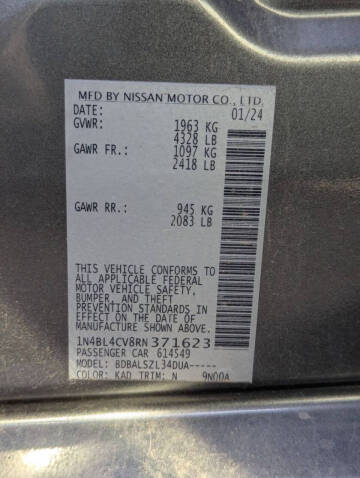 MFD BY NISSAN MOTOR CO., LTD.
DATE: 01/24
GVWR: 1963 KG
4328 LB
GAWR FR.: 1097 KG
2418 LB
GAWR RR.: 945 KG
2083 LB
THIS VEHICLE CONFORMS TO
ALL APPLICABLE FEDERAL
MOTOR VEHICLE SAFETY,
BUMPER, AND THEFT
PREVENTION STANDARDS IN
EFFECT ON THE DATE OF
MANUFACTURE SHOWN ABOVE.
1N4BL4CV8RN371623
PASSENGER CAR 614549
MODEL: BDBALSZL34DUA-----
COLOR: KAD TRIM: N 9N00A